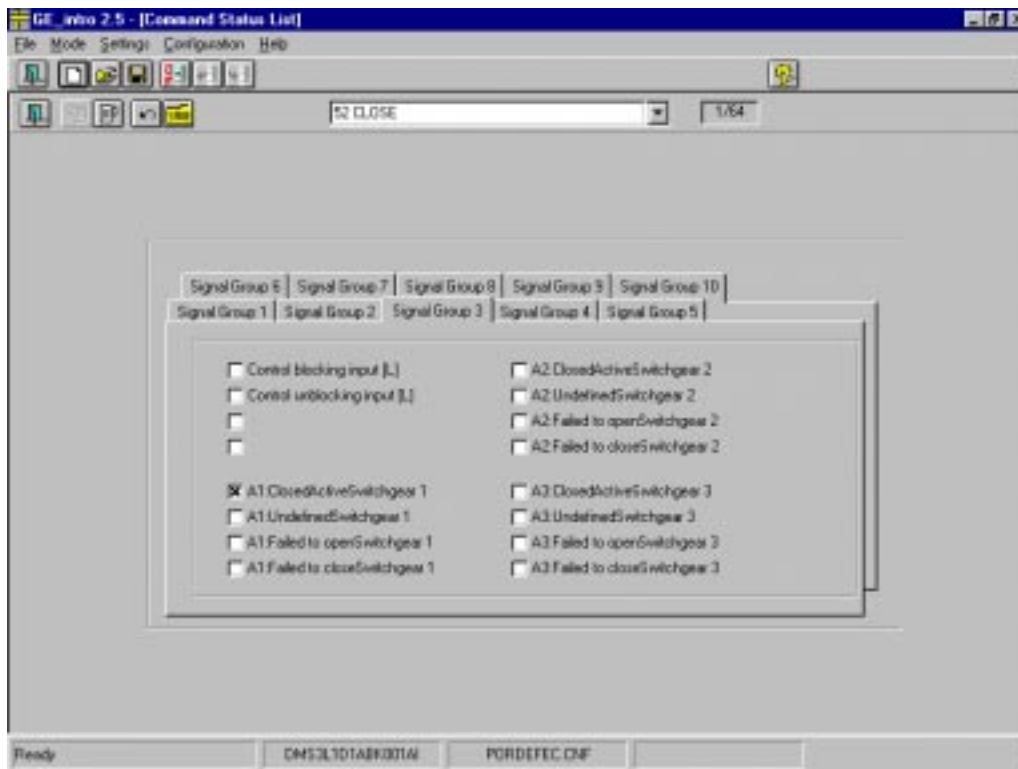 GE_intro 2.5 - [Command Status List]
File Mode Settings Configuration Help
52 CLOSE
1/64
Signal Group 6 Signal Group 7 Signal Group 8 Signal Group 9 Signal Group 10
Signal Group 1 Signal Group 2 Signal Group 3 Signal Group 4 Signal Group 5
Control blocking input [L]
Control unblocking input [L]
A1:ClosedActiveSwitchgear 1
A1:UndefinedSwitchgear 1
A1:Failed to openSwitchgear 1
A1:Failed to closeSwitchgear 1
A2:ClosedActiveSwitchgear 2
A2:UndefinedSwitchgear 2
A2:Failed to openSwitchgear 2
A2:Failed to closeSwitchgear 2
A3:ClosedActiveSwitchgear 3
A3:UndefinedSwitchgear 3
A3:Failed to openSwitchgear 3
A3:Failed to closeSwitchgear 3
Ready
PORDEFEC.CNF